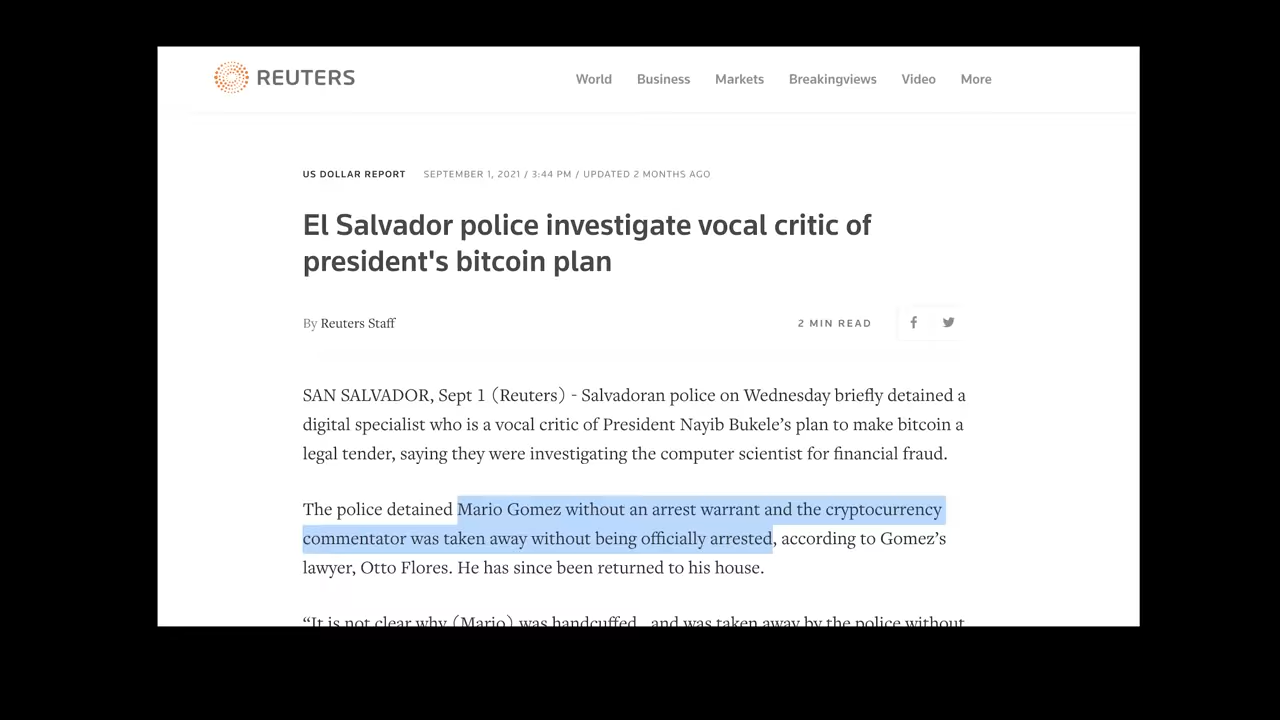 REUTERS
World Business Markets Breakingviews Video More
US DOLLAR REPORT SEPTEMBER 1, 2021 / 3:44 PM / UPDATED 2 MONTHS AGO
El Salvador police investigate vocal critic of
president's bitcoin plan
By Reuters Staff 2 MIN READ
SAN SALVADOR, Sept 1 (Reuters) - Salvadoran police on Wednesday briefly detained a
digital specialist who is a vocal critic of President Nayib Bukele’s plan to make bitcoin a
legal tender, saying they were investigating the computer scientist for financial fraud.
The police detained Mario Gomez without an arrest warrant and the cryptocurrency
commentator was taken away without being officially arrested, according to Gomez’s
lawyer, Otto Flores. He has since been returned to his house.
“It is not clear why (Mario) was handcuffed and was taken away by the police without